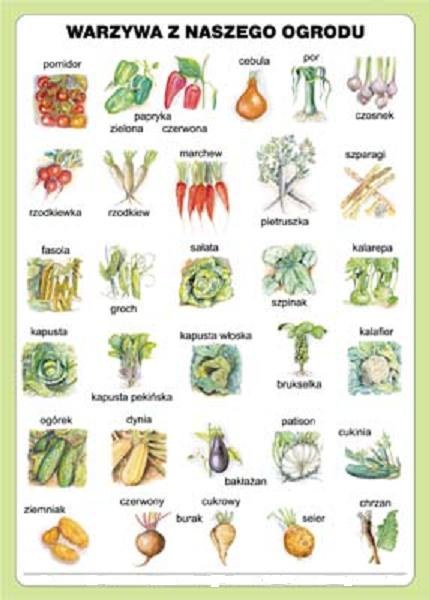 WARZYWA Z NASZEGO OGRODU
pomidor
papryka
zielona czerwona
cebula
por
czosnek
rzodkiewka
rzodkiew
marchew
pietruszka
szparagi
fasola
groch
sałata
szpinak
kalarepa
kapusta
kapusta pekińska
kapusta włoska
brukselka
kalafior
ogórek
dynia
bakłażan
patison
cukinia
ziemniak
czerwony
burak
cukrowy
seler
chrzan